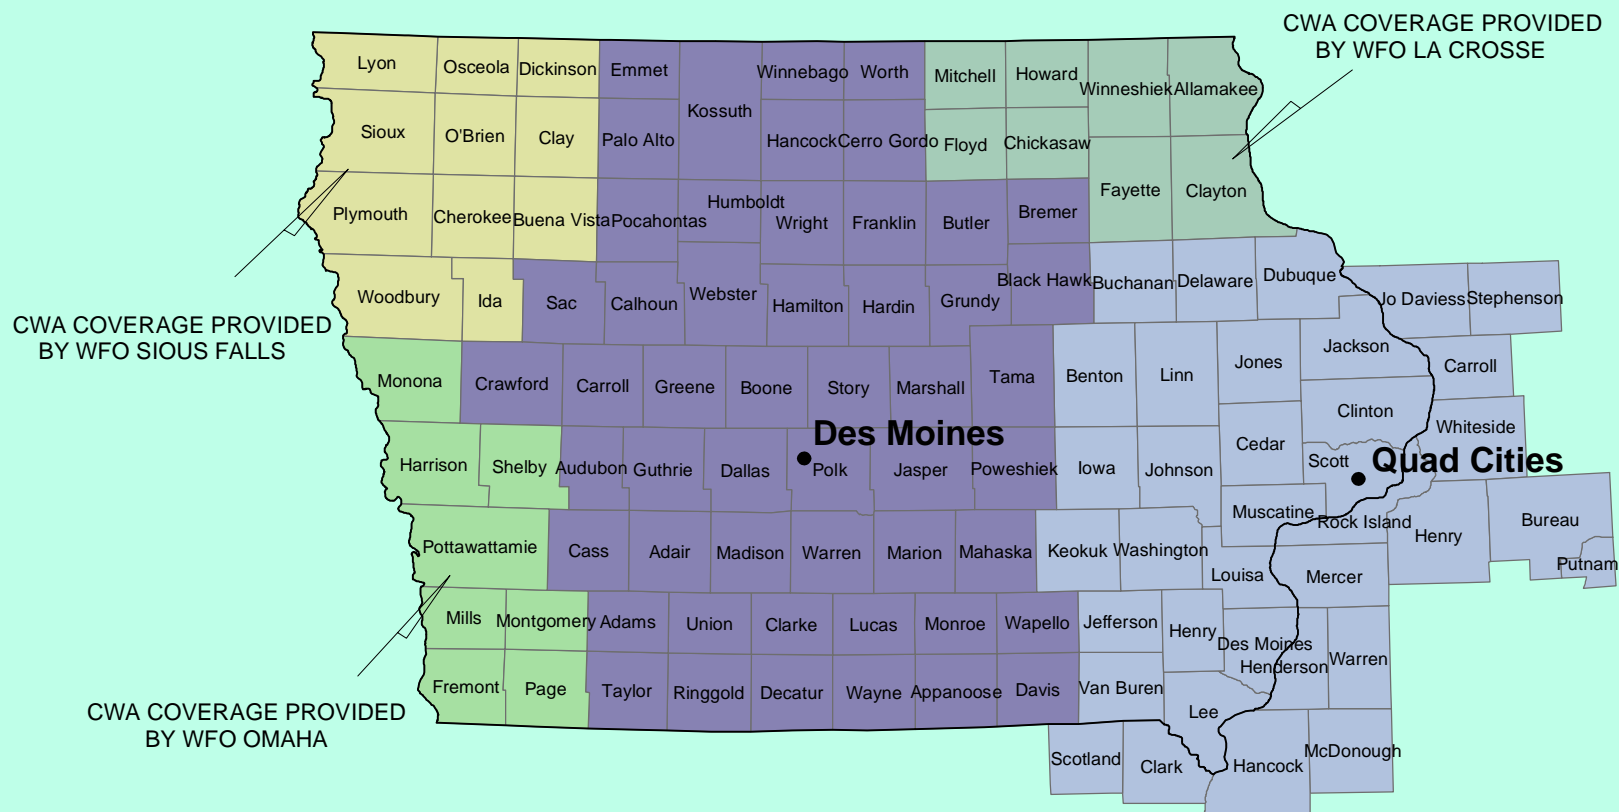 CWA COVERAGE PROVIDED
BY WFO LA CROSSE
Lyon
Osceola
Dickinson
Emmet
Kossuth
Winnebago
Worth
Mitchell
Howard
Winneshiek
Allamakee
Sioux
O'Brien
Clay
Palo Alto
Hancock
Cerro Gordo
Floyd
Chickasaw
Fayette
Clayton
Plymouth
Cherokee
Buena Vista
Pocahontas
Humboldt
Wright
Franklin
Butler
Bremer
Black Hawk
Buchanan
Delaware
Dubuque
Jo Daviess
Stephenson
Woodbury
Ida
Sac
Calhoun
Webster
Hamilton
Hardin
Grundy
CWA COVERAGE PROVIDED
BY WFO SIOUS FALLS
Monona
Crawford
Carroll
Greene
Boone
Story
Marshall
Tama
Benton
Linn
Jones
Jackson
Carroll
Clinton
Whiteside
Des Moines
Quad Cities
Harrison
Shelby
Audubon
Guthrie
Dallas
Polk
Jasper
Poweshiek
Iowa
Johnson
Cedar
Scott
Muscatine
Rock Island
Henry
Bureau
Putnam
Pottawattamie
Cass
Adair
Madison
Warren
Marion
Mahaska
Keokuk
Washington
Louisa
Mercer
Mills
Montgomery
Adams
Union
Clarke
Lucas
Monroe
Wapello
Jefferson
Henry
Des Moines
Henderson
Warren
Fremont
Page
Taylor
Ringgold
Decatur
Wayne
Appanoose
Davis
Van Buren
Lee
CWA COVERAGE PROVIDED
BY WFO OMAHA
Scotland
Clark
Hancock
McDonough